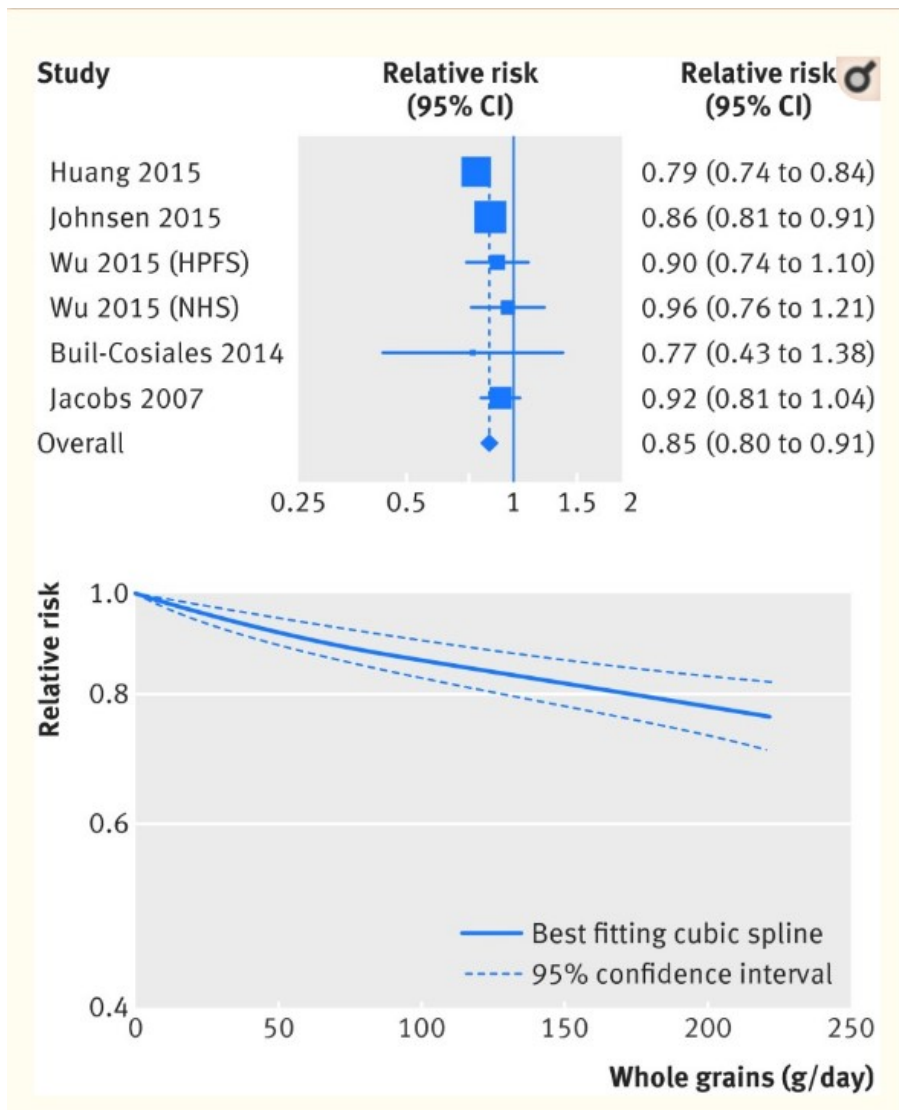 Study Relative risk Relative risk
(95% CI) (95% CI)
Huang 2015 0.79 (0.74 to 0.84)
Johnsen 2015 0.86 (0.81 to 0.91)
Wu 2015 (HPFS) 0.90 (0.74 to 1.10)
Wu 2015 (NHS) 0.96 (0.76 to 1.21)
Buil-Cosiales 2014 0.77 (0.43 to 1.38)
Jacobs 2007 0.92 (0.81 to 1.04)
Overall 0.85 (0.80 to 0.91)
0.25 0.5 1 1.5 2
Relative risk
1.0
0.8
0.6
Best fitting cubic spline
95% confidence interval
0.4
0 50 100 150 200 250
Whole grains (g/day)